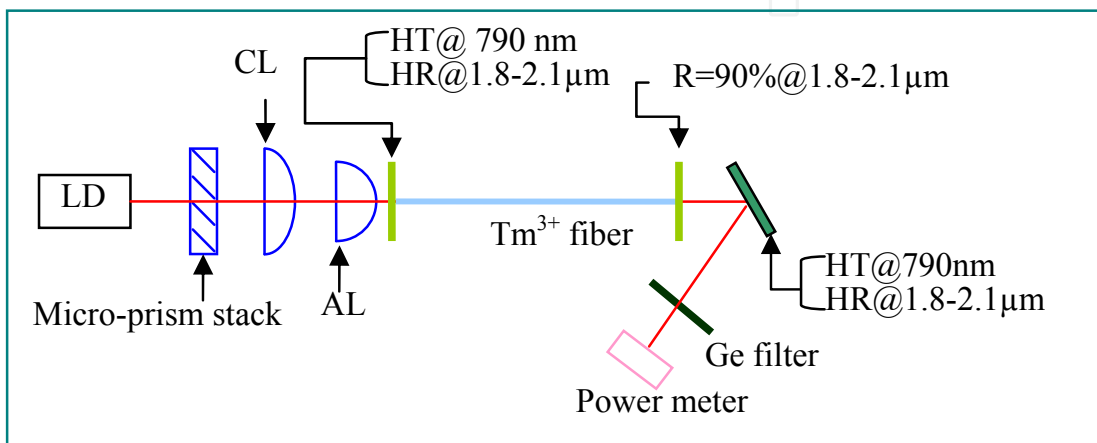 HT@ 790 nm
HR@1.8-2.1µm
CL
R=90%@1.8-2.1µm
LD
Tm³⁺ fiber
HT@790nm
HR@1.8-2.1µm
Micro-prism stack
AL
Ge filter
Power meter